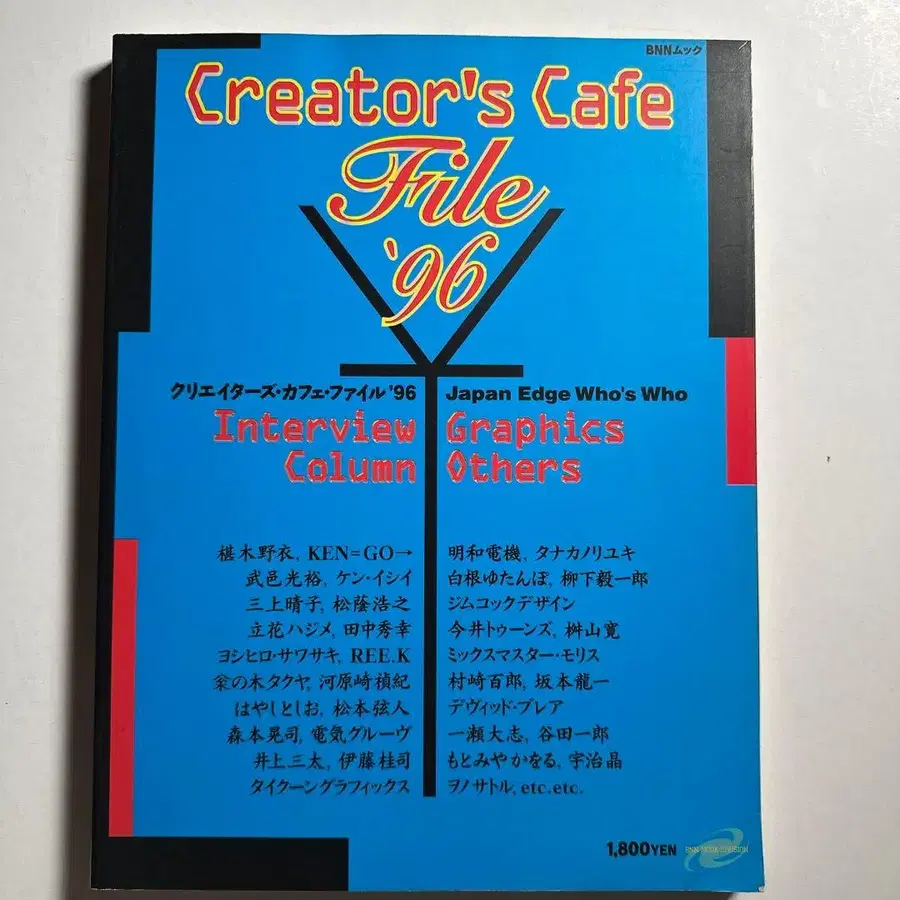 BNNムック
Creator's Cafe
File
'96
クリエイターズ・カフェ・ファイル'96
Japan Edge Who's Who
Interview
Column
Graphics
Others
椹木野衣, KEN=GO→
武邑光裕, ケン・イシイ
三上晴子, 松蔭浩之
立花ハジメ, 田中秀幸
ヨシヒロ・サワサキ, REE.K
粂の木タクヤ, 河原崎禎紀
はやしとしお, 松本弦人
森本晃司, 電気グルーヴ
井上三太, 伊藤桂司
タイクーングラフィックス
明和電機, タナカノリユキ
白根ゆたんぽ, 柳下毅一郎
ジムコックデザイン
今井トゥーンズ, 桝山寛
ミックスマスター・モリス
村崎百郎, 坂本龍一
デヴィッド・ブレア
一瀬大志, 谷田一郎
もとみやかをる, 宇治晶
ヲノサトル, etc.etc.
1,800YEN